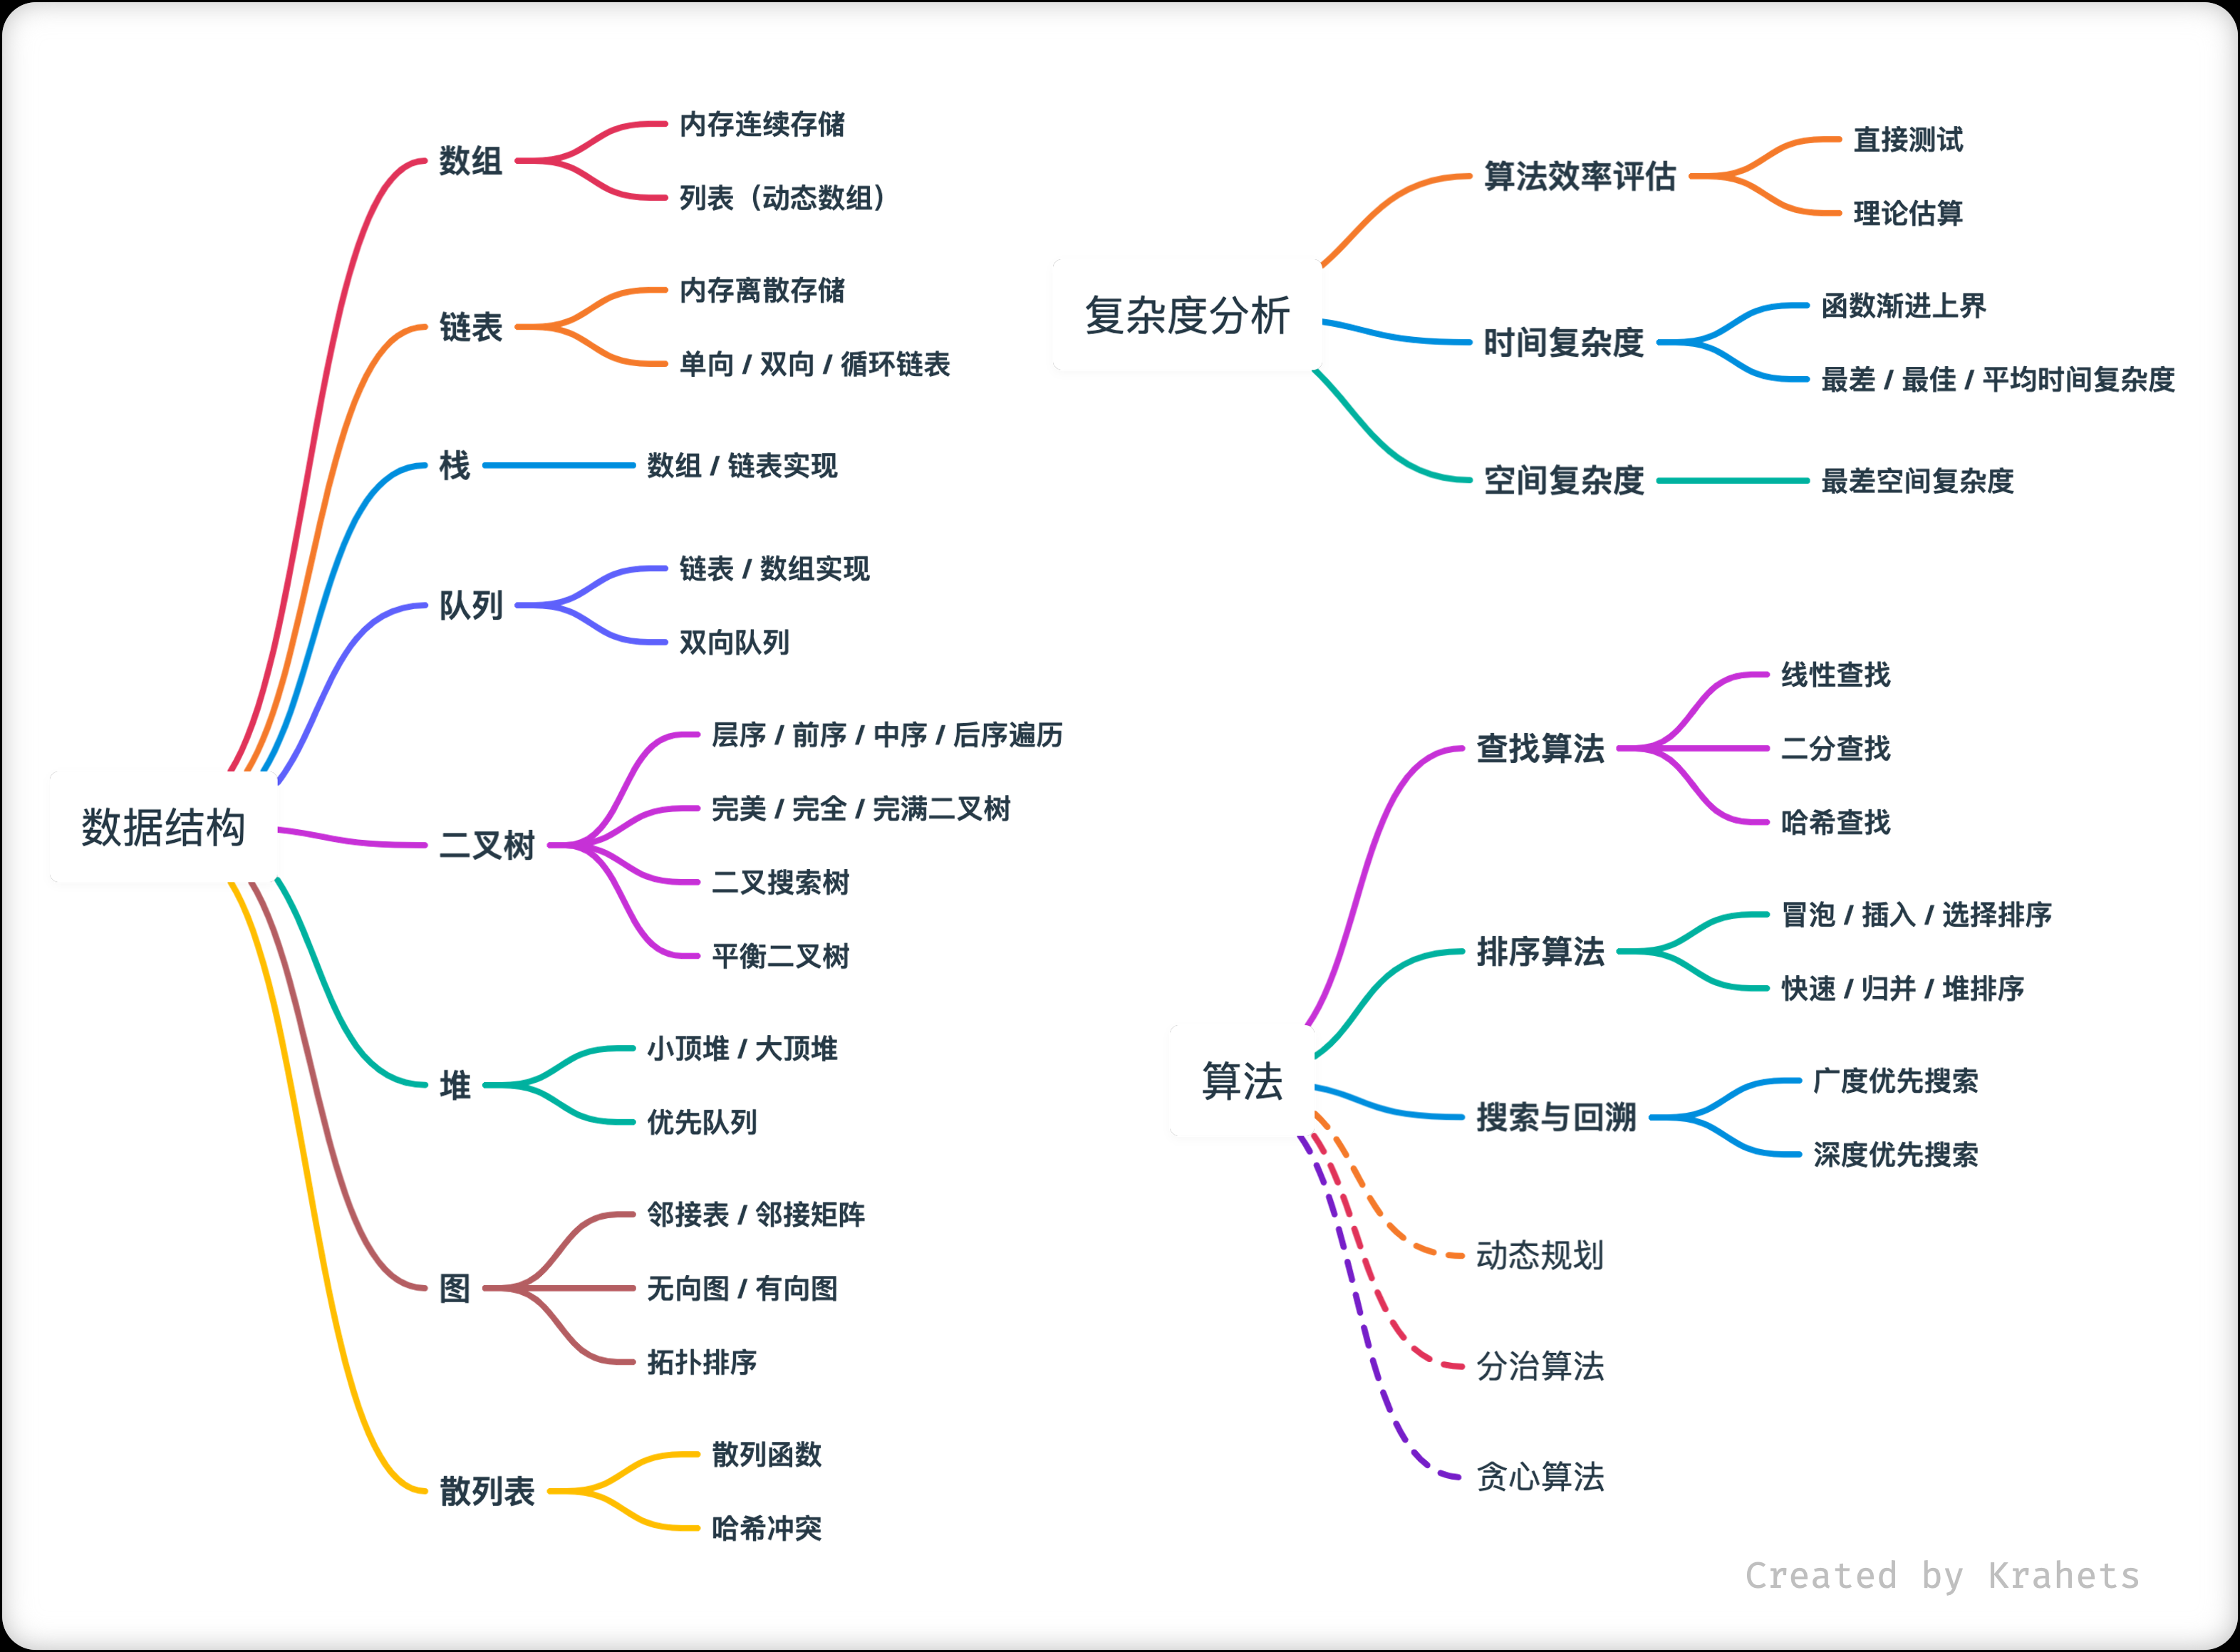 数据结构
数组
内存连续存储
列表（动态数组）
链表
内存离散存储
单向 / 双向 / 循环链表
栈
数组 / 链表实现
队列
链表 / 数组实现
双向队列
二叉树
层序 / 前序 / 中序 / 后序遍历
完美 / 完全 / 完满二叉树
二叉搜索树
平衡二叉树
堆
小顶堆 / 大顶堆
优先队列
图
邻接表 / 邻接矩阵
无向图 / 有向图
拓扑排序
散列表
散列函数
哈希冲突
复杂度分析
算法效率评估
直接测试
理论估算
时间复杂度
函数渐进上界
最差 / 最佳 / 平均时间复杂度
空间复杂度
最差空间复杂度
算法
查找算法
线性查找
二分查找
哈希查找
排序算法
冒泡 / 插入 / 选择排序
快速 / 归并 / 堆排序
搜索与回溯
广度优先搜索
深度优先搜索
动态规划
分治算法
贪心算法
Created by Krahets